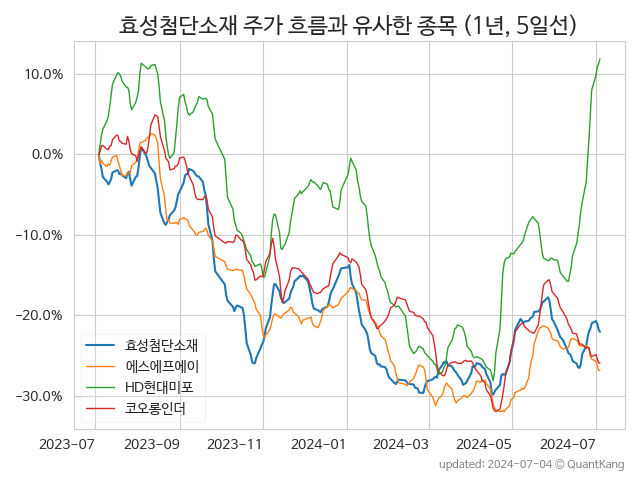 효성첨단소재 주가 흐름과 유사한 종목 (1년, 5일선)
10.0%
0.0%
−10.0%
−20.0%
−30.0%
효성첨단소재
에스에프에이
HD현대미포
코오롱인더
2023-07 2023-09 2023-11 2024-01 2024-03 2024-05 2024-07
updated: 2024-07-04 © QuantKang